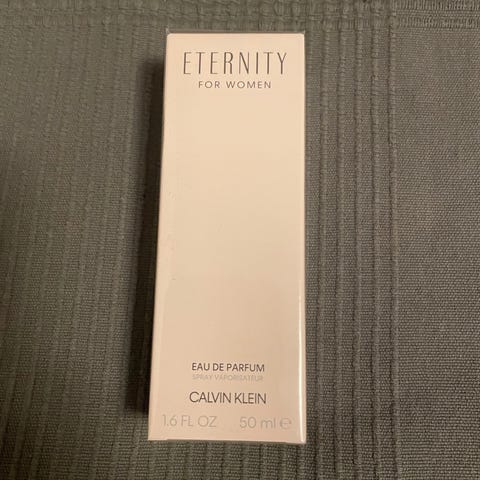 ETERNITY
FOR WOMEN
EAU DE PARFUM
SPRAY VAPORISATEUR
CALVIN KLEIN
1.6 FL OZ 50 ml ℮